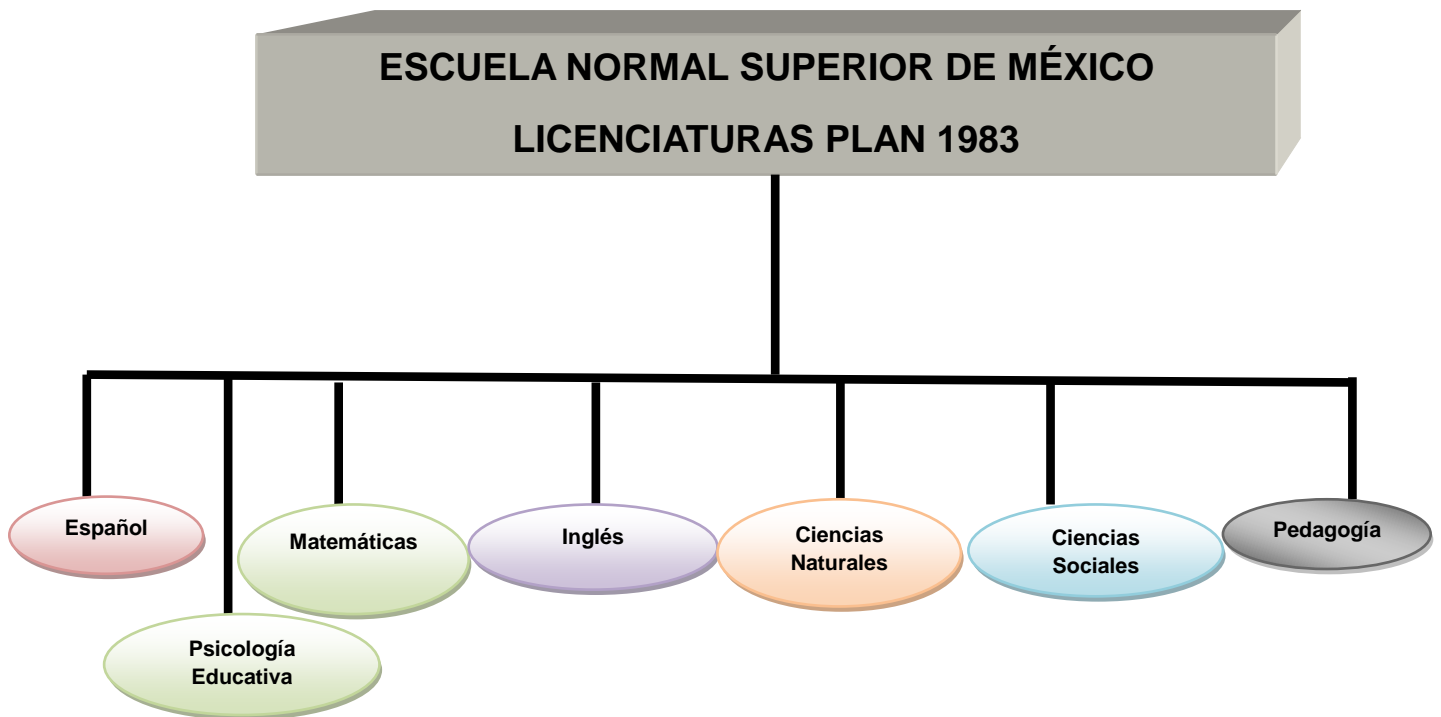 ESCUELA NORMAL SUPERIOR DE MÉXICO
LICENCIATURAS PLAN 1983
Español
Matemáticas
Inglés
Ciencias
Naturales
Ciencias
Sociales
Pedagogía
Psicología
Educativa